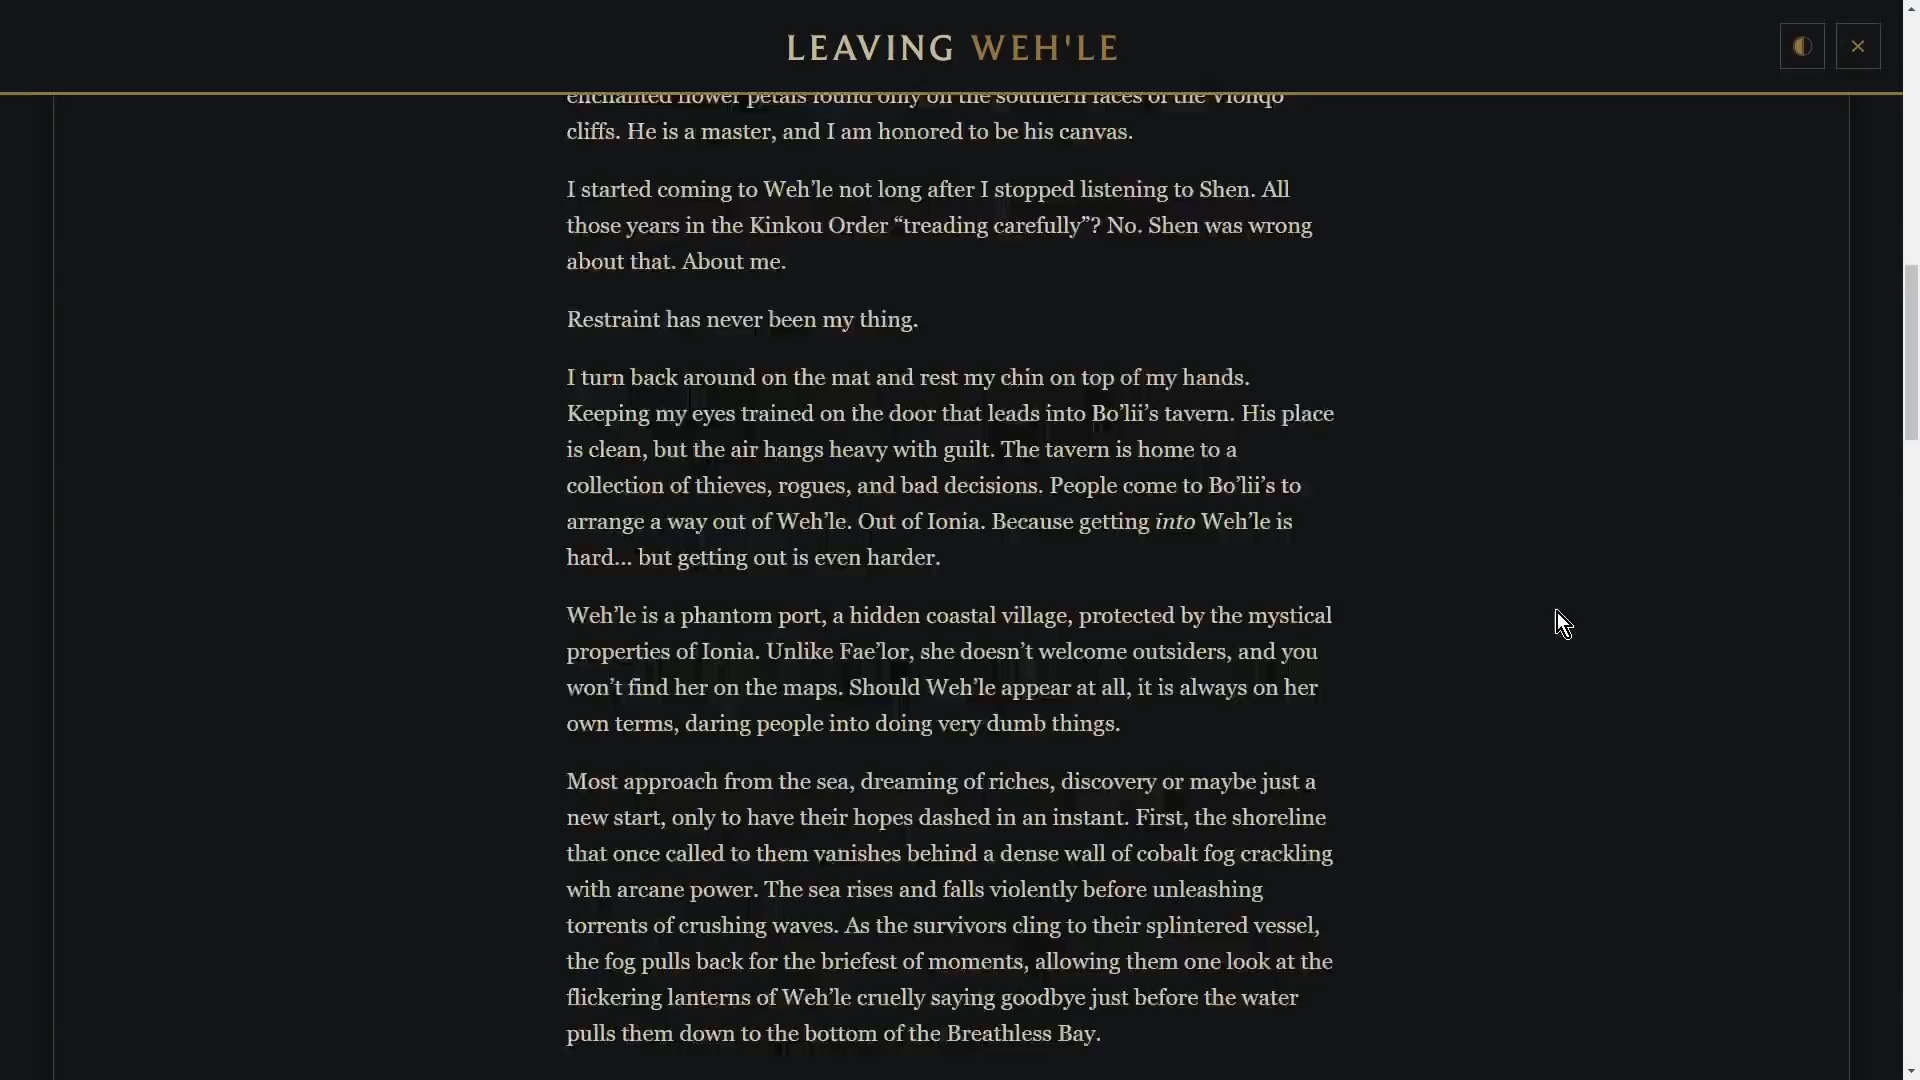 LEAVING WEH'LE
enchanted flower petals found only on the southern faces of the Vlonqo
cliffs. He is a master, and I am honored to be his canvas.
I started coming to Weh’le not long after I stopped listening to Shen. All
those years in the Kinkou Order “treading carefully”? No. Shen was wrong
about that. About me.
Restraint has never been my thing.
I turn back around on the mat and rest my chin on top of my hands.
Keeping my eyes trained on the door that leads into Bo’lii’s tavern. His place
is clean, but the air hangs heavy with guilt. The tavern is home to a
collection of thieves, rogues, and bad decisions. People come to Bo’lii’s to
arrange a way out of Weh’le. Out of Ionia. Because getting into Weh’le is
hard... but getting out is even harder.
Weh’le is a phantom port, a hidden coastal village, protected by the mystical
properties of Ionia. Unlike Fae’lor, she doesn’t welcome outsiders, and you
won’t find her on the maps. Should Weh’le appear at all, it is always on her
own terms, daring people into doing very dumb things.
Most approach from the sea, dreaming of riches, discovery or maybe just a
new start, only to have their hopes dashed in an instant. First, the shoreline
that once called to them vanishes behind a dense wall of cobalt fog crackling
with arcane power. The sea rises and falls violently before unleashing
torrents of crushing waves. As the survivors cling to their splintered vessel,
the fog pulls back for the briefest of moments, allowing them one look at the
flickering lanterns of Weh’le cruelly saying goodbye just before the water
pulls them down to the bottom of the Breathless Bay.